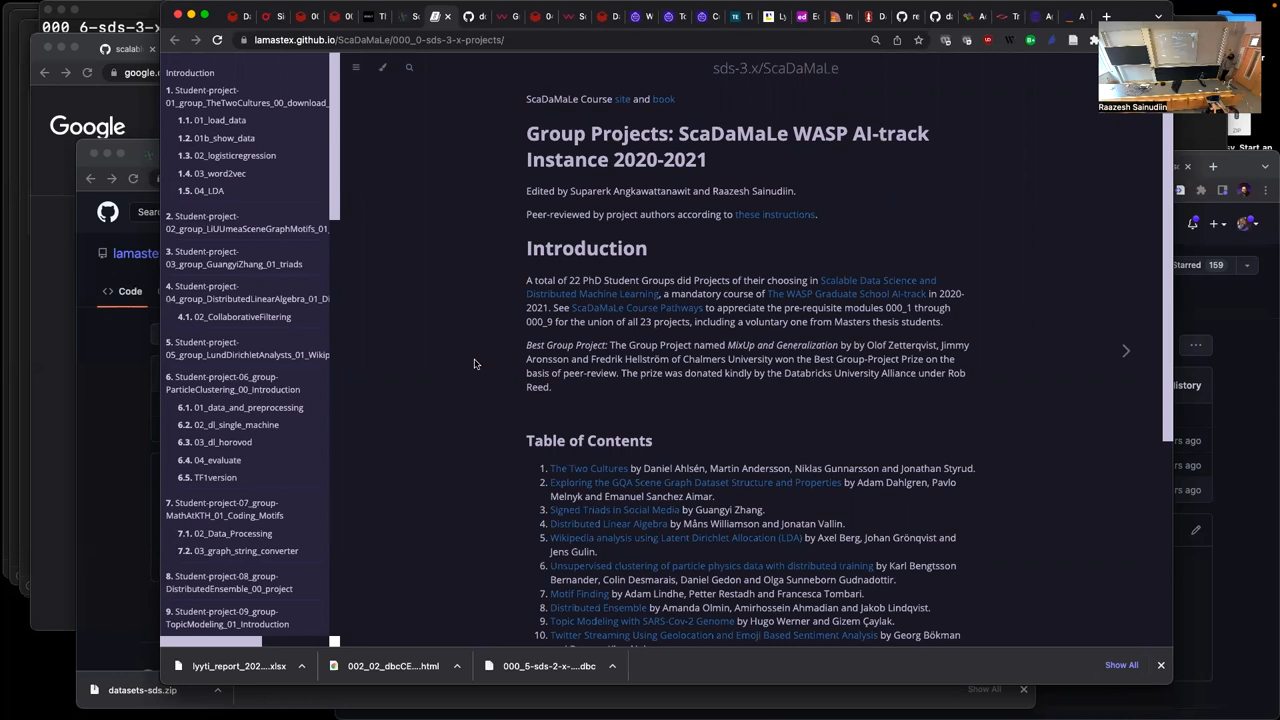 000 6-sds-3-x
scalab
google.c
Google
Search
lamaste
Code
datasets-sds.zip
lamastex.github.io/ScaDaMaLe/000_0-sds-3-x-projects/
Raazesh Sainudiin
Introduction
1. Student-project-
01_group_TheTwoCultures_00_download_
1.1. 01_load_data
1.2. 01b_show_data
1.3. 02_logisticregression
1.4. 03_word2vec
1.5. 04_LDA
2. Student-project-
02_group_LiUUmeaSceneGraphMotifs_01_
3. Student-project-
03_group_GuangyiZhang_01_triads
4. Student-project-
04_group_DistributedLinearAlgebra_01_Di
4.1. 02_CollaborativeFiltering
5. Student-project-
05_group_LundDirichletAnalysts_01_Wikip
6. Student-project-06_group-
ParticleClustering_00_Introduction
6.1. 01_data_and_preprocessing
6.2. 02_dl_single_machine
6.3. 03_dl_horovod
6.4. 04_evaluate
6.5. TF1version
7. Student-project-07_group-
MathAtKTH_01_Coding_Motifs
7.1. 02_Data_Processing
7.2. 03_graph_string_converter
8. Student-project-08_group-
DistributedEnsemble_00_project
9. Student-project-09_group-
TopicModeling_01_Introduction
sds-3.x/ScaDaMaLe
ScaDaMaLe Course site and book
Group Projects: ScaDaMaLe WASP AI-track
Instance 2020-2021
Edited by Suparerk Angkawattanawit and Raazesh Sainudiin.
Peer-reviewed by project authors according to these instructions.
Introduction
A total of 22 PhD Student Groups did Projects of their choosing in Scalable Data Science and
Distributed Machine Learning, a mandatory course of The WASP Graduate School AI-track in 2020-
2021. See ScaDaMaLe Course Pathways to appreciate the pre-requisite modules 000_1 through
000_9 for the union of all 23 projects, including a voluntary one from Masters thesis students.
Best Group Project: The Group Project named MixUp and Generalization by by Olof Zetterqvist, Jimmy
Aronsson and Fredrik Hellström of Chalmers University won the Best Group-Project Prize on the
basis of peer-review. The prize was donated kindly by the Databricks University Alliance under Rob
Reed.
Table of Contents
1. The Two Cultures by Daniel Ahlsén, Martin Andersson, Niklas Gunnarsson and Jonathan Styrud.
2. Exploring the GQA Scene Graph Dataset Structure and Properties by Adam Dahlgren, Pavlo
Melnyk and Emanuel Sanchez Aimar.
3. Signed Triads in Social Media by Guangyi Zhang.
4. Distributed Linear Algebra by Måns Williamson and Jonatan Vallin.
5. Wikipedia analysis using Latent Dirichlet Allocation (LDA) by Axel Berg, Johan Grönqvist and
Jens Gulin.
6. Unsupervised clustering of particle physics data with distributed training by Karl Bengtsson
Bernander, Colin Desmarais, Daniel Gedon and Olga Sunneborn Gudnadottir.
7. Motif Finding by Adam Lindhe, Petter Restadh and Francesca Tombari.
8. Distributed Ensemble by Amanda Olmin, Amirhossein Ahmadian and Jakob Lindqvist.
9. Topic Modeling with SARS-Cov-2 Genome by Hugo Werner and Gizem Çaylak.
10. Twitter Streaming Using Geolocation and Emoji Based Sentiment Analysis by Georg Bökman
lyyti_report_202....xlsx
002_02_dbcCE....html
000_5-sds-2-x-....dbc
Show All
Show All
ZIP
sy, Start an
Starred 159
History
rs ago
rs ago
rs ago